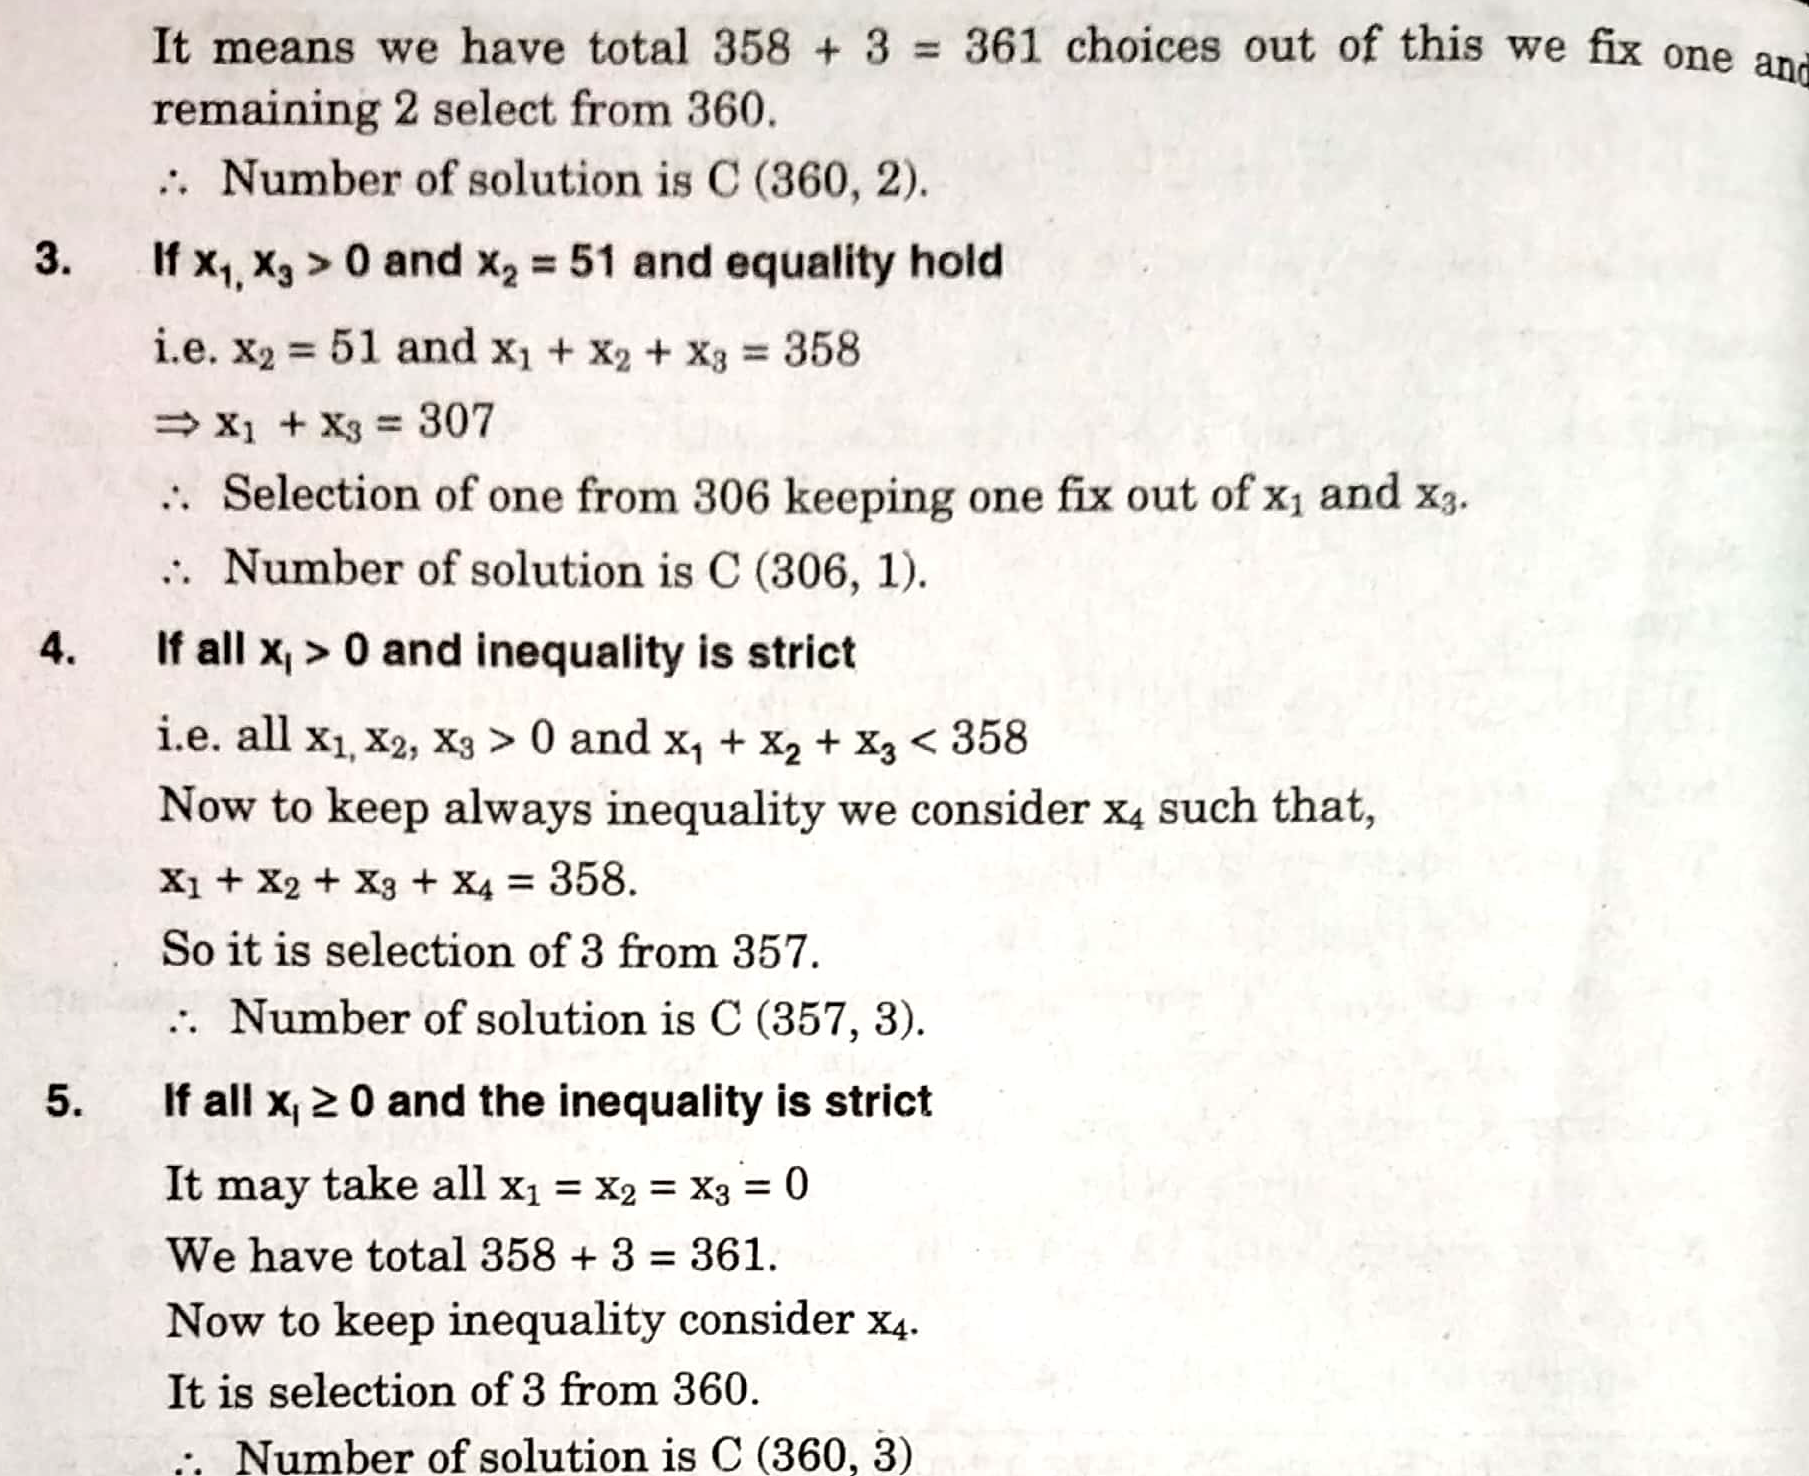 It means we have total 358 + 3 = 361 choices out of this we fix one and
remaining 2 select from 360.
∴ Number of solution is C (360, 2).
3. If x₁, x₃ > 0 and x₂ = 51 and equality hold
i.e. x₂ = 51 and x₁ + x₂ + x₃ = 358
⇒ x₁ + x₃ = 307
∴ Selection of one from 306 keeping one fix out of x₁ and x₃.
∴ Number of solution is C (306, 1).
4. If all xᵢ > 0 and inequality is strict
i.e. all x₁, x₂, x₃ > 0 and x₁ + x₂ + x₃ < 358
Now to keep always inequality we consider x₄ such that,
x₁ + x₂ + x₃ + x₄ = 358.
So it is selection of 3 from 357.
∴ Number of solution is C (357, 3).
5. If all xᵢ ≥ 0 and the inequality is strict
It may take all x₁ = x₂ = x₃ = 0
We have total 358 + 3 = 361.
Now to keep inequality consider x₄.
It is selection of 3 from 360.
∴ Number of solution is C (360, 3)